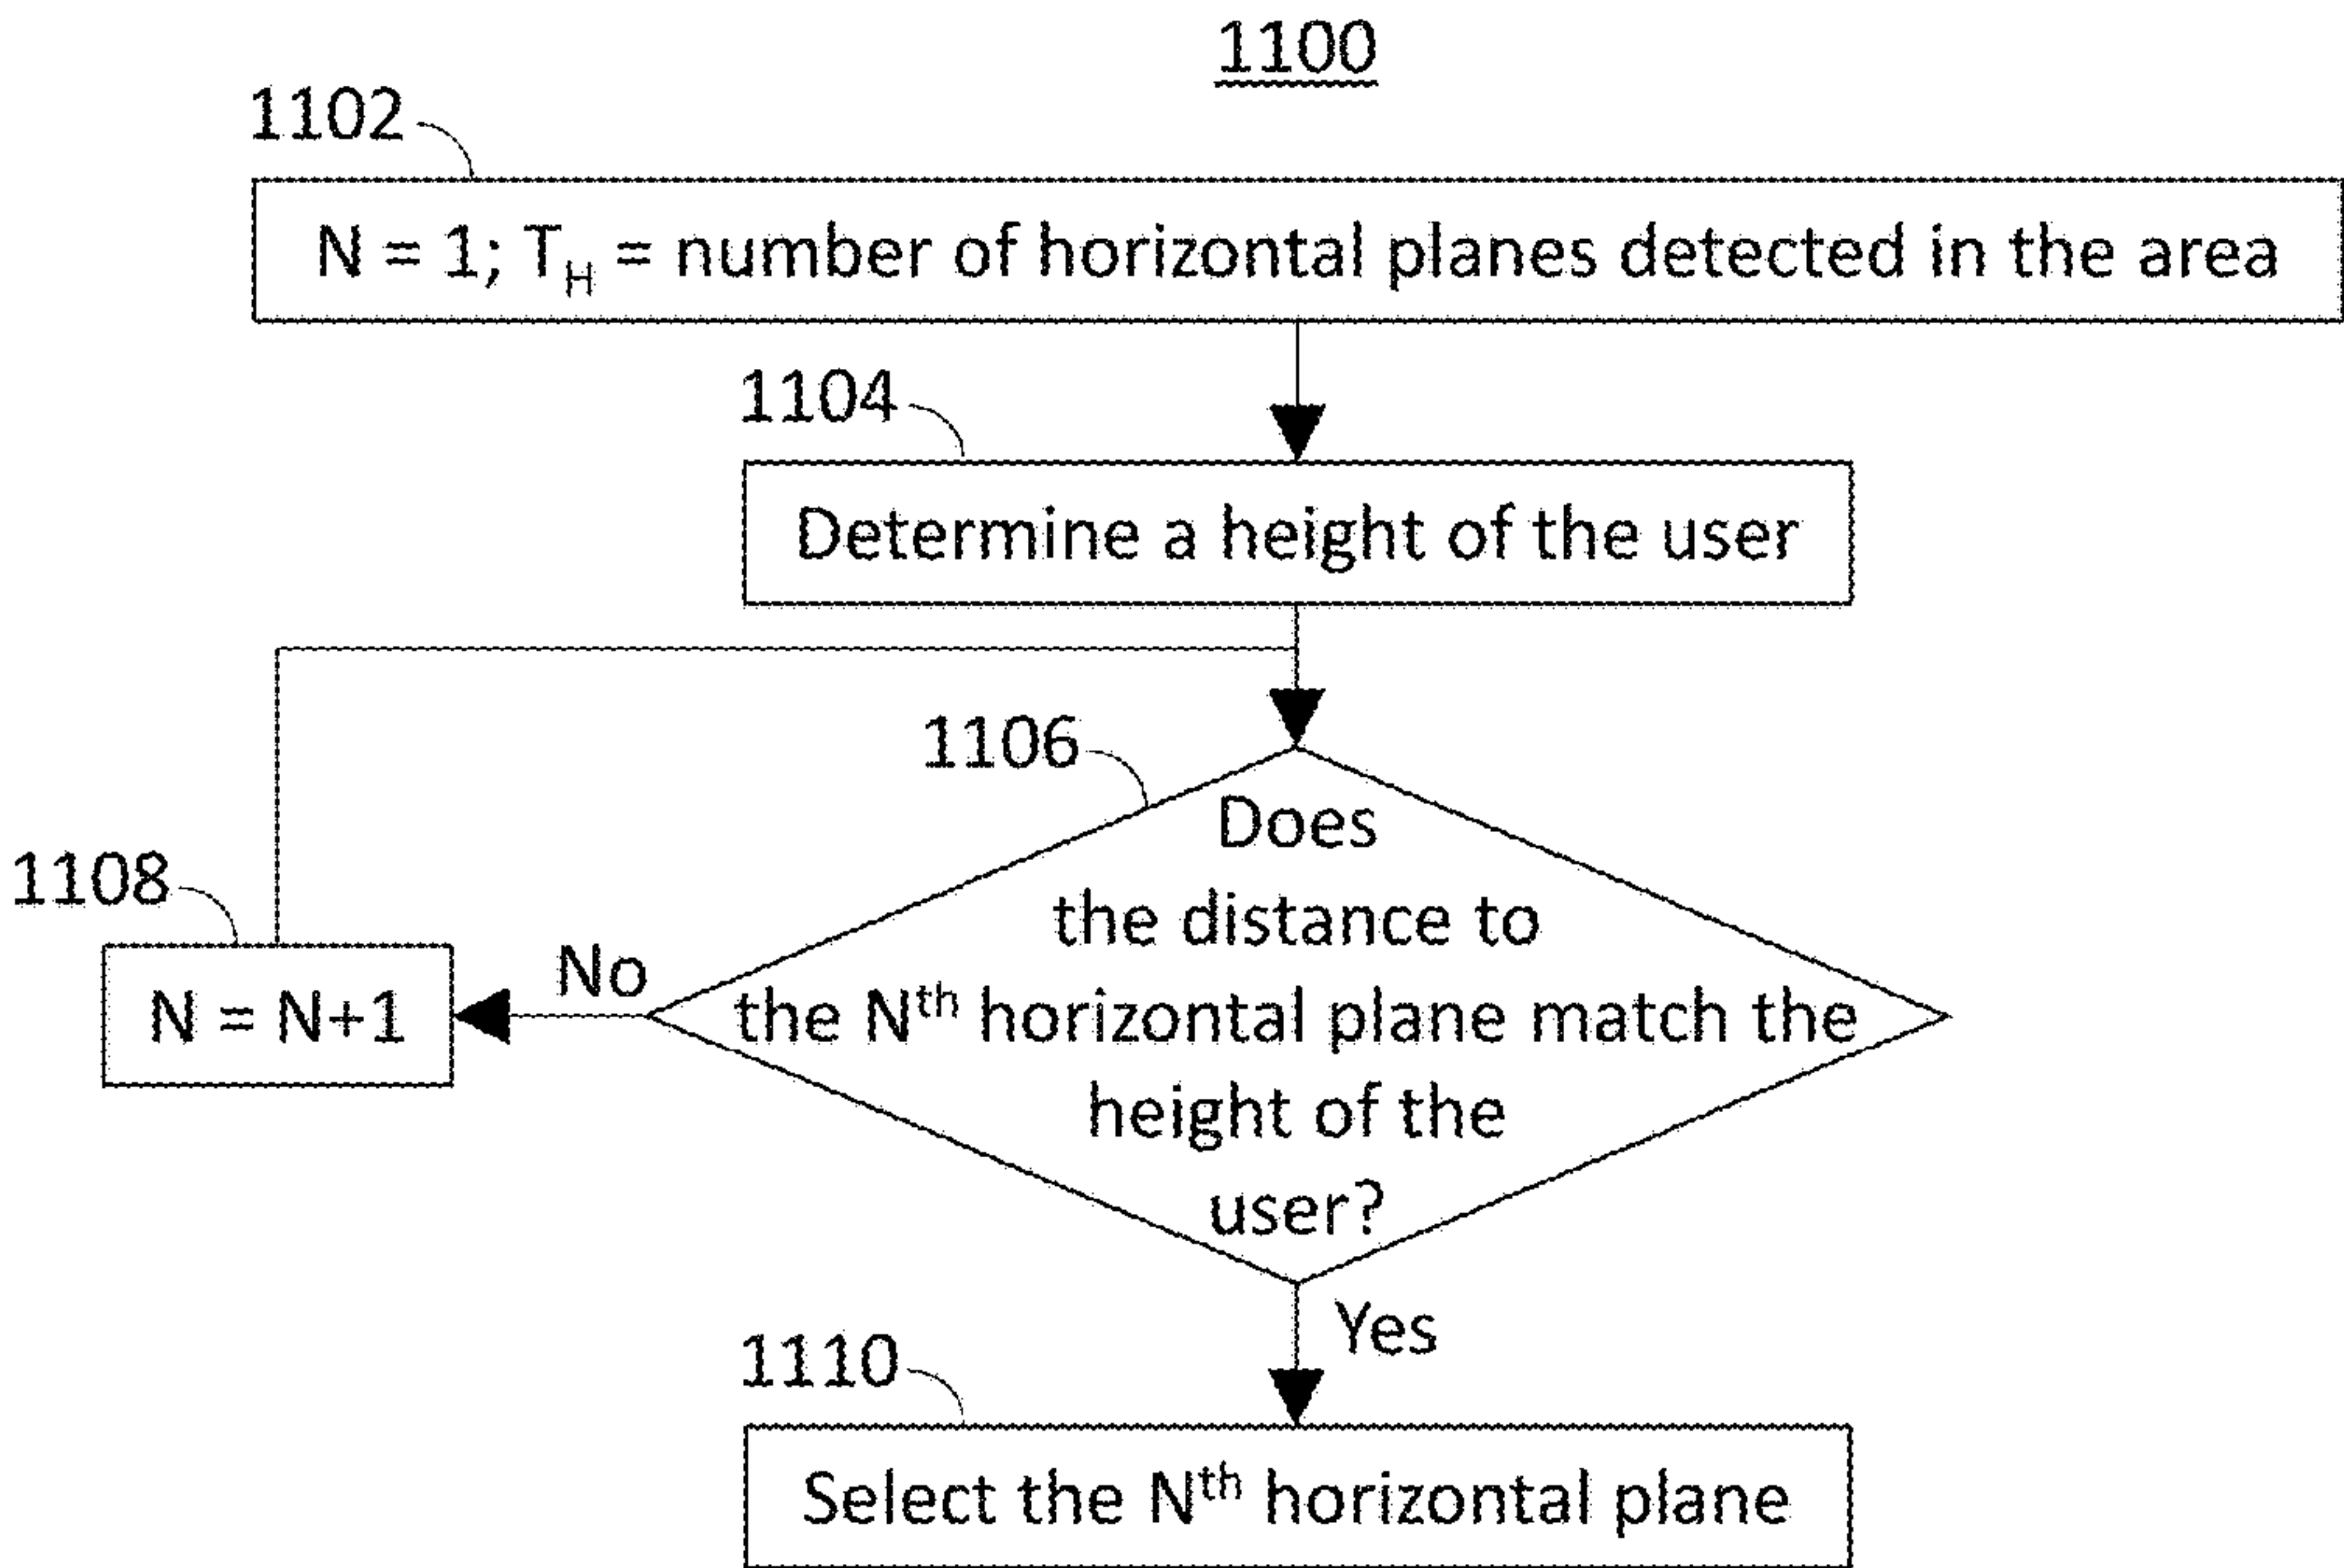 1100
1102
N = 1; T_H = number of horizontal planes detected in the area
1104
Determine a height of the user
1106
Does
the distance to
the N^th horizontal plane match the
height of the
user?
1108
No
N = N+1
Yes
1110
Select the N^th horizontal plane